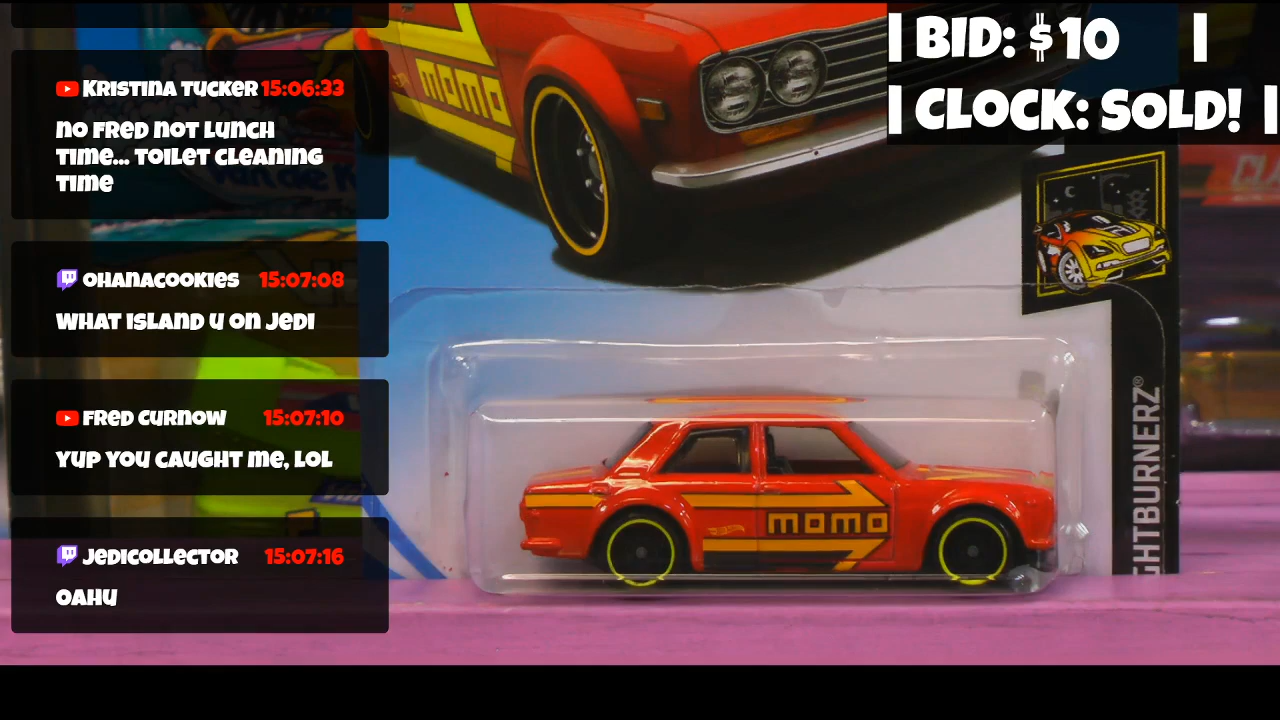 | BID: $10 |
| CLOCK: SOLD! |
Kristina Tucker 15:06:33
no Fred not lunch
time... toilet cleaning
time
ohanacookies 15:07:08
what island u on jedi
Fred Curnow 15:07:10
Yup you caught me, LOL
jedicollector 15:07:16
Oahu
momo
momo
GHTBURNERZ®